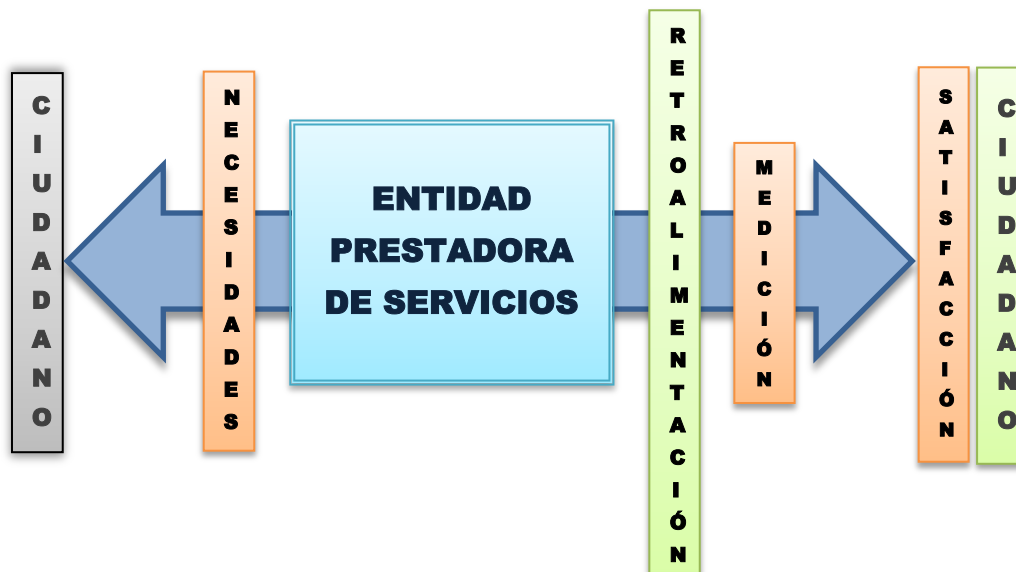 CIUDADANO
NECESIDADES
ENTIDAD
PRESTADORA
DE SERVICIOS
RETROALIMENTACIÓN
MEDICIÓN
SATISFACCIÓN
CIUDADANO